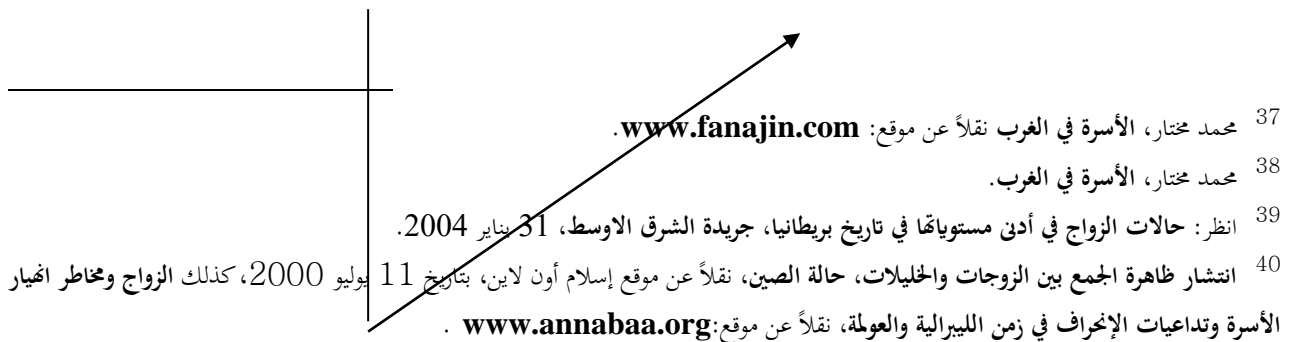 37 محمد مختار، الأسرة في الغرب نقلاً عن موقع: www.fanajin.com.
38 محمد مختار، الأسرة في الغرب.
39 انظر: حالات الزواج في أدنى مستوياتها في تاريخ بريطانيا، جريدة الشرق الاوسط، 31 يناير 2004.
40 انتشار ظاهرة الجمع بين الزوجات والخليلات، حالة الصين، نقلاً عن موقع إسلام أون لاين، بتاريخ 11 يوليو 2000، كذلك الزواج ومخاطر انهيار
الأسرة وتداعيات الإنحراف في زمن الليبرالية والعولمة، نقلاً عن موقع:www.annabaa.org .